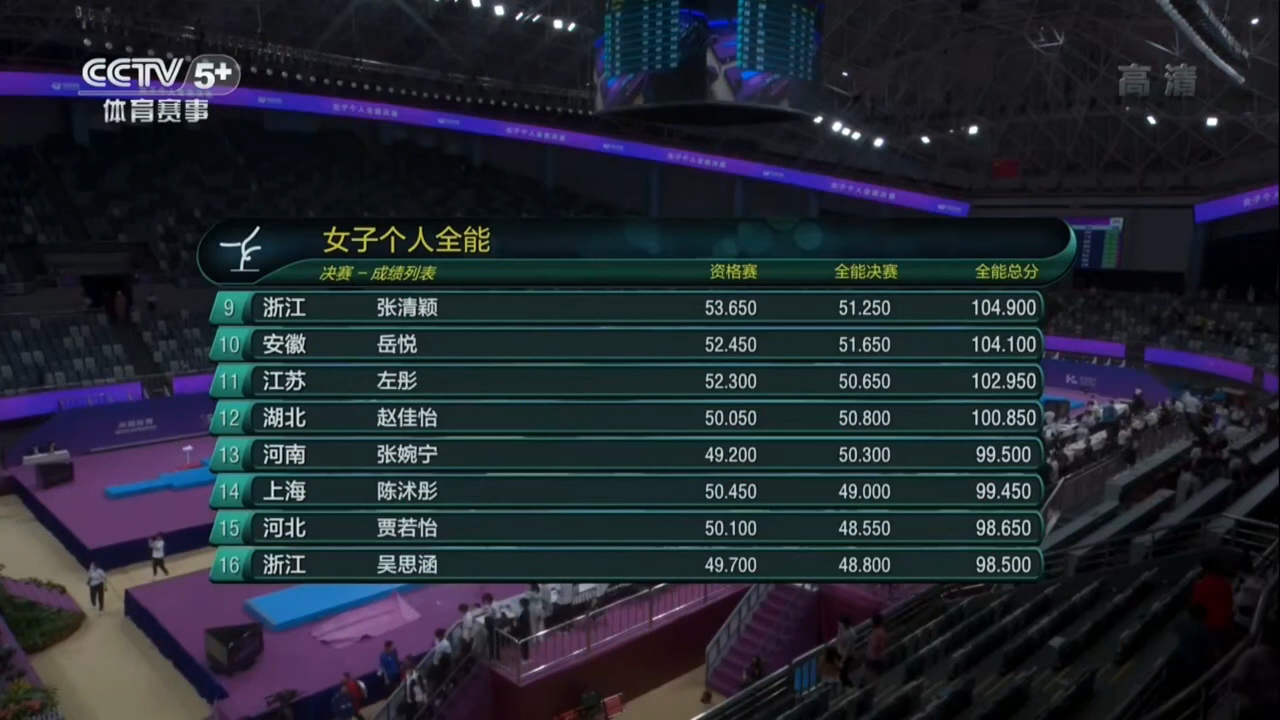 CCTV 5+
体育赛事
高清
女子个人全能
决赛－成绩列表 资格赛 全能决赛 全能总分
9 浙江 张清颖 53.650 51.250 104.900
10 安徽 岳悦 52.450 51.650 104.100
11 江苏 左彤 52.300 50.650 102.950
12 湖北 赵佳怡 50.050 50.800 100.850
13 河南 张婉宁 49.200 50.300 99.500
14 上海 陈沭彤 50.450 49.000 99.450
15 河北 贾若怡 50.100 48.550 98.650
16 浙江 吴思涵 49.700 48.800 98.500